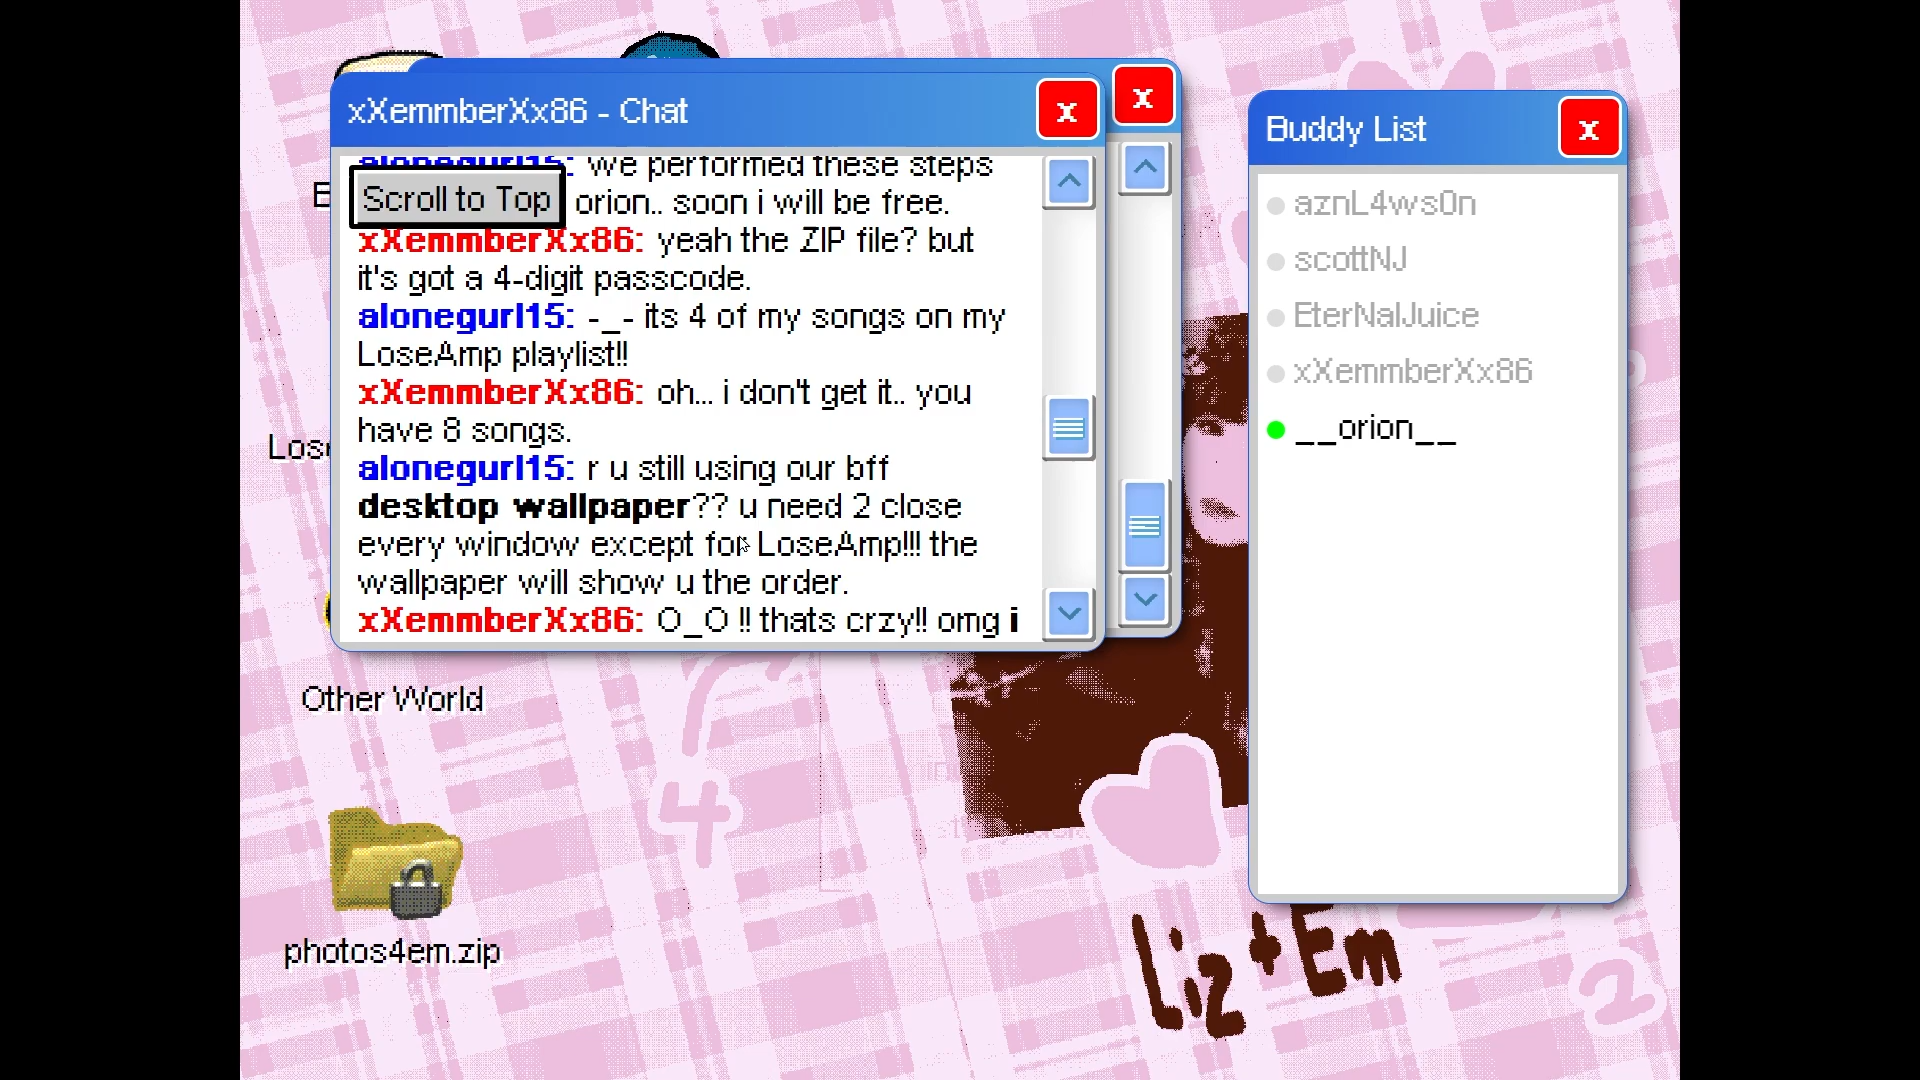 xXemmberXx86 - Chat
x
x
alonegurl15: we performed these steps
Scroll to Top
orion.. soon i will be free.
xXemmberXx86: yeah the ZIP file? but
it's got a 4-digit passcode.
alonegurl15: -_- its 4 of my songs on my
LoseAmp playlist!!
xXemmberXx86: oh... i don't get it.. you
have 8 songs.
alonegurl15: r u still using our bff
desktop wallpaper?? u need 2 close
every window except for LoseAmp!!! the
wallpaper will show u the order.
xXemmberXx86: O_O !! thats crzy!! omg i
Buddy List
x
aznL4ws0n
scottNJ
EterNalJuice
xXemmberXx86
__orion__
Other World
photos4em.zip
4
Liz + Em
2